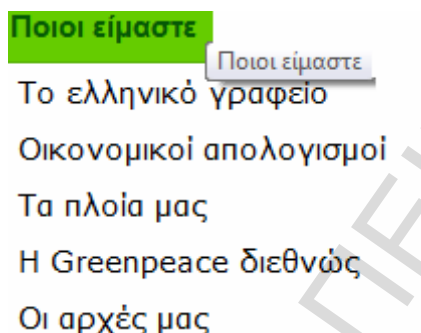 Ποιοι είμαστε
Ποιοι είμαστε
Το ελληνικό γραφείο
Οικονομικοί απολογισμοί
Τα πλοία μας
Η Greenpeace διεθνώς
Οι αρχές μας